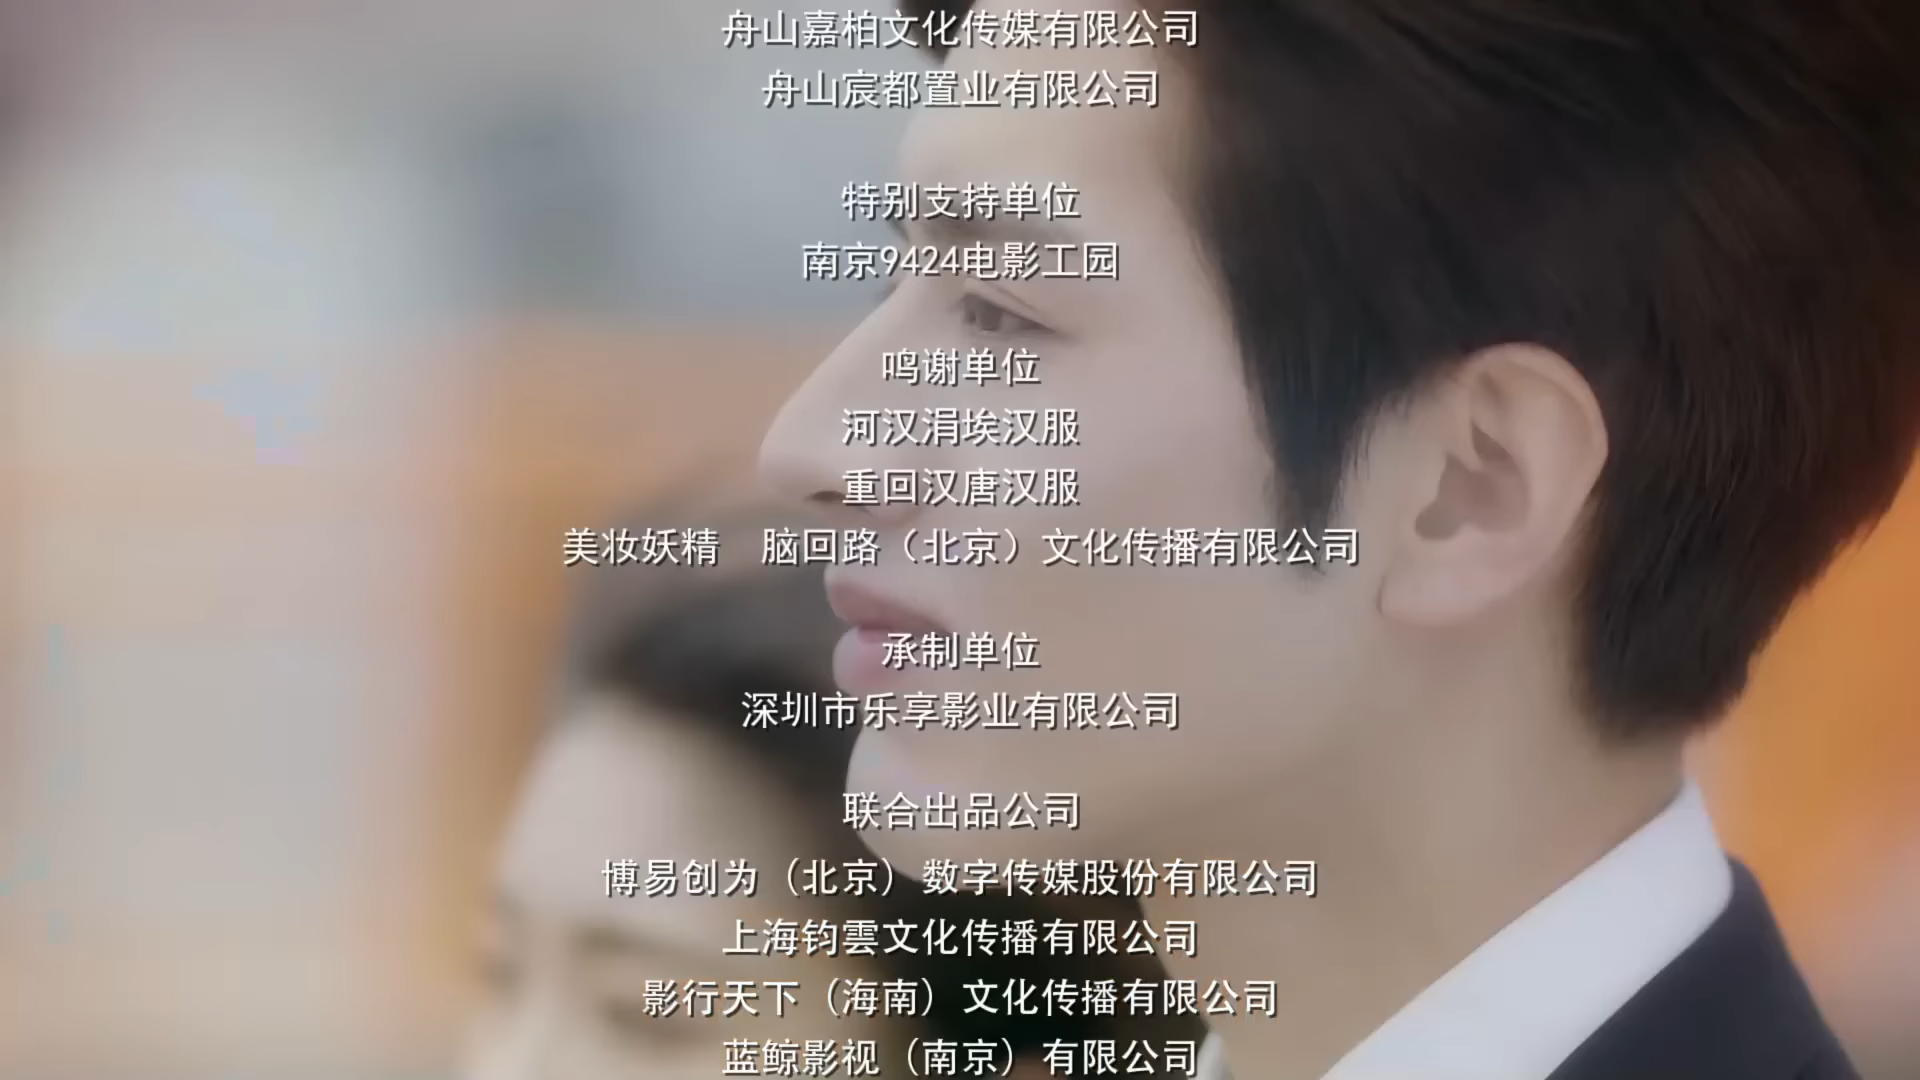 舟山嘉柏文化传媒有限公司
舟山宸都置业有限公司
特别支持单位
南京9424电影工园
鸣谢单位
河汉涓埃汉服
重回汉唐汉服
美妆妖精　脑回路（北京）文化传播有限公司
承制单位
深圳市乐享影业有限公司
联合出品公司
博易创为（北京）数字传媒股份有限公司
上海钧雲文化传播有限公司
影行天下（海南）文化传播有限公司
蓝鲸影视（南京）有限公司